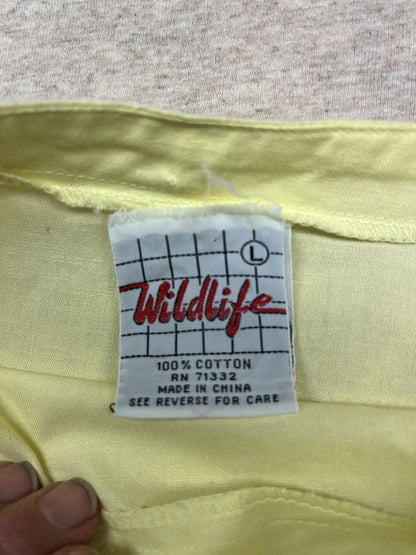 L
Wildlife
100% COTTON
RN 71332
MADE IN CHINA
SEE REVERSE FOR CARE